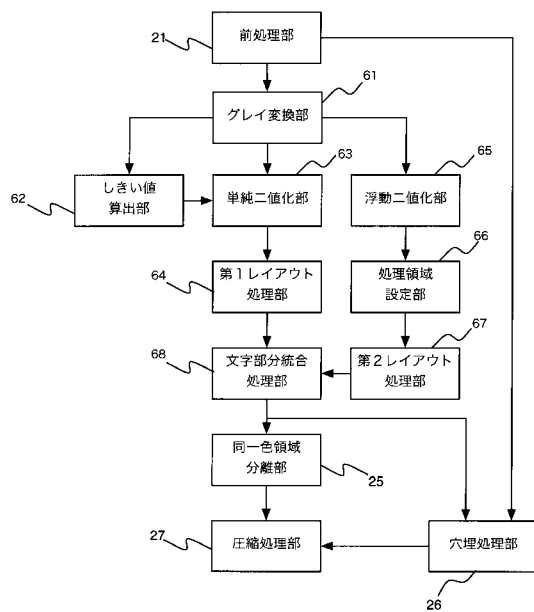 前処理部
21
グレイ変換部
61
しきい値
算出部
62
単純二値化部
63
浮動二値化部
65
第1レイアウト
処理部
64
処理領域
設定部
66
文字部分統合
処理部
68
第2レイアウト
処理部
67
同一色領域
分離部
25
圧縮処理部
27
穴埋処理部
26